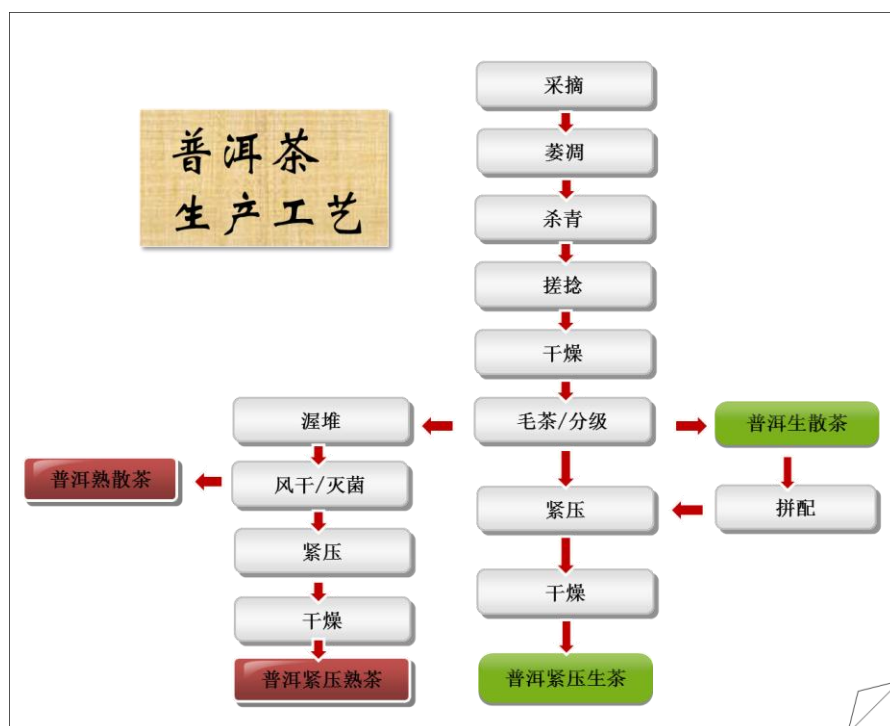 普洱茶
生产工艺
采摘
萎凋
杀青
搓捻
干燥
渥堆
毛茶/分级
普洱生散茶
普洱熟散茶
风干/灭菌
紧压
拼配
紧压
干燥
干燥
普洱紧压熟茶
普洱紧压生茶